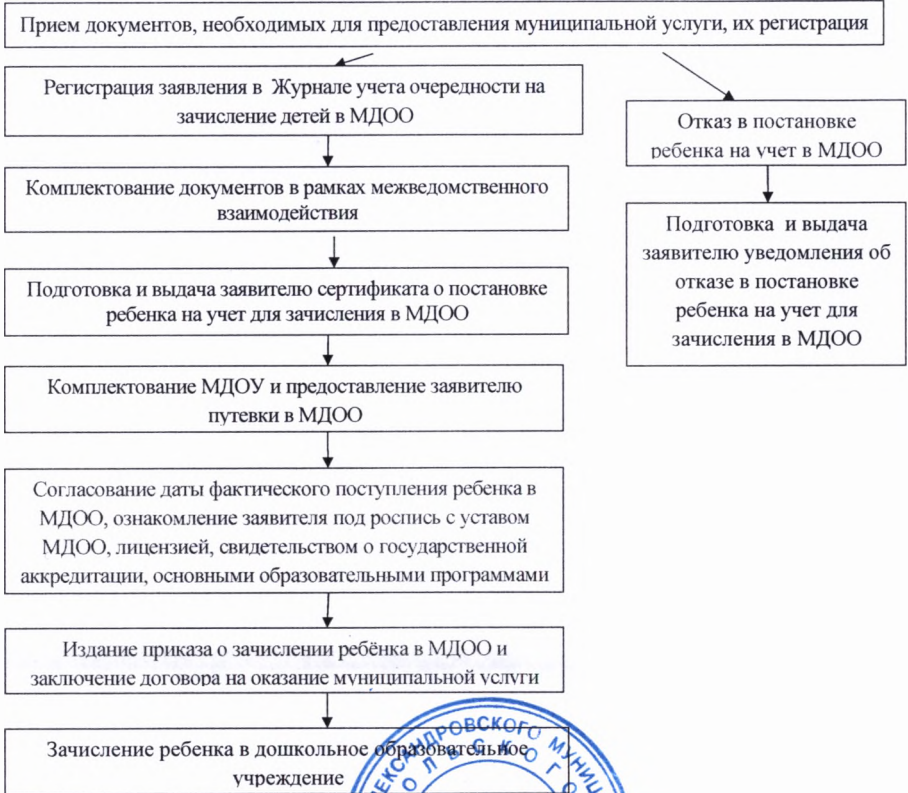 Прием документов, необходимых для предоставления муниципальной услуги, их регистрация
Регистрация заявления в Журнале учета очередности на
зачисление детей в МДОО
Отказ в постановке
ребенка на учет в МДОО
Комплектование документов в рамках межведомственного
взаимодействия
Подготовка и выдача
заявителю уведомления об
отказе в постановке
ребенка на учет для
зачисления в МДОО
Подготовка и выдача заявителю сертификата о постановке
ребенка на учет для зачисления в МДОО
Комплектование МДОУ и предоставление заявителю
путевки в МДОО
Согласование даты фактического поступления ребенка в
МДОО, ознакомление заявителя под роспись с уставом
МДОО, лицензией, свидетельством о государственной
аккредитации, основными образовательными программами
Издание приказа о зачислении ребёнка в МДОО и
заключение договора на оказание муниципальной услуги
Зачисление ребенка в дошкольное образовательное
учреждение